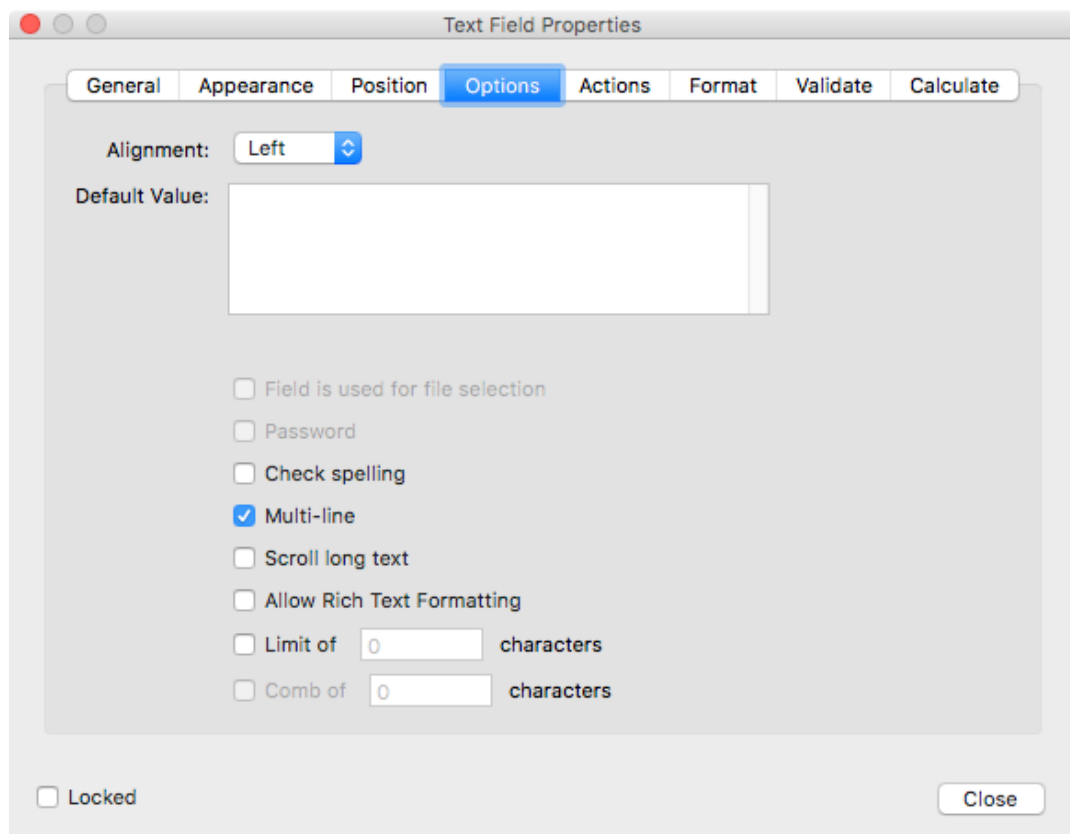 Text Field Properties
General Appearance Position Options Actions Format Validate Calculate
Alignment: Left
Default Value:
Field is used for file selection
Password
Check spelling
Multi-line
Scroll long text
Allow Rich Text Formatting
Limit of 0 characters
Comb of 0 characters
Locked Close